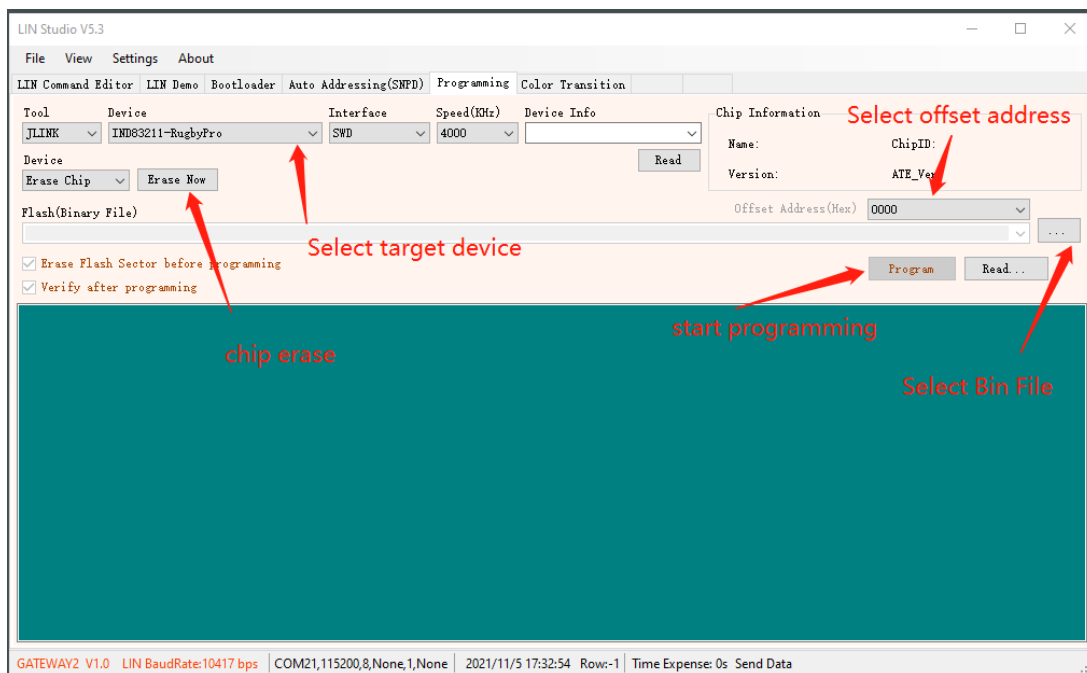 LIN Studio V5.3
File View Settings About
LIN Command Editor LIN Demo Bootloader Auto Addressing(SNPD) Programming Color Transition
Tool Device Interface Speed(KHz) Device Info Chip Information Select offset address
JLINK IND83211-RugbyPro SWD 4000
Name: ChipID:
Device Read
Erase Chip Erase Now Version: ATE_Ver
Flash(Binary File) Offset Address(Hex) 0000
...
Select target device
Erase Flash Sector before programming Program Read...
Verify after programming
start programming
chip erase
Select Bin File
GATEWAY2 V1.0 LIN BaudRate:10417 bps COM21,115200,8,None,1,None 2021/11/5 17:32:54 Row:-1 Time Expense: 0s Send Data